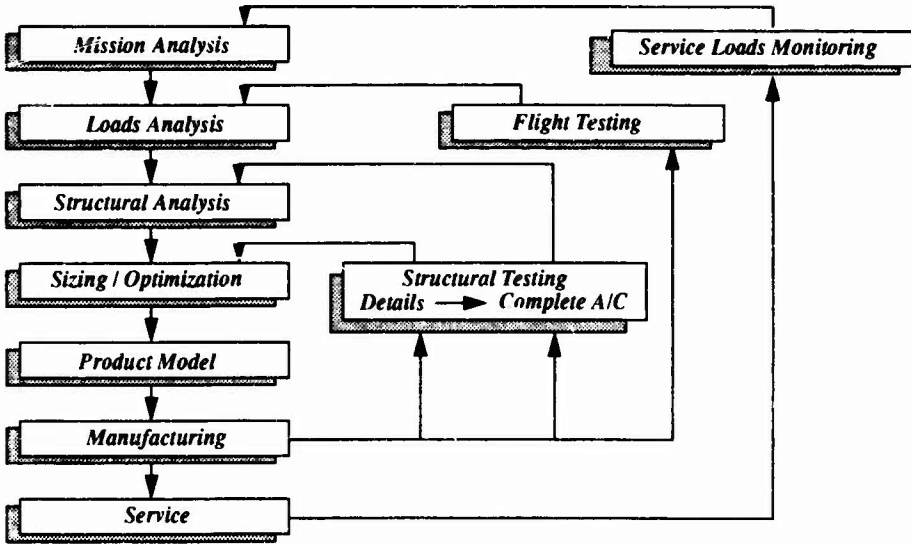 Mission Analysis
Service Loads Monitoring
Loads Analysis
Flight Testing
Structural Analysis
Sizing / Optimization
Structural Testing
Details Complete A/C
Product Model
Manufacturing
Service